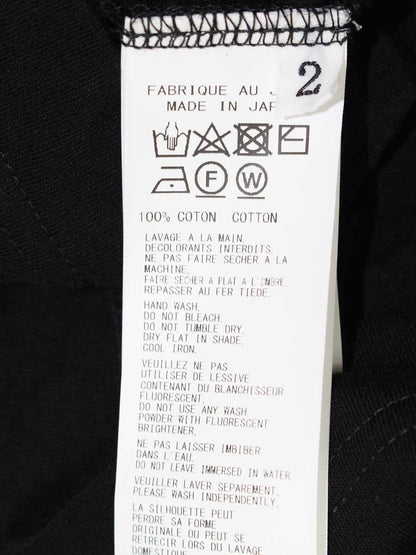 2
FABRIQUE AU
MADE IN
F W
100% COTON COTTON
LAVAGE A LA MAIN.
DECOLORANTS INTERDITS.
NE PAS FAIRE SECHER A LA
MACHINE.
FAIRE SECHER A PLAT A L'OMBRE
REPASSER AU FER TIEDE.
HAND WASH.
DO NOT BLEACH.
DO NOT TUMBLE DRY.
DRY FLAT IN SHADE.
COOL IRON.
VEUILLEZ NE PAS
UTILISER DE LESSIVE
CONTENANT DU BLANCHISSEUR
FLUORESCENT.
DO NOT USE ANY WASH
POWDER WITH FLUORESCENT
BRIGHTENER.
NE PAS LAISSER IMBIBER
DANS L'EAU.
DO NOT LEAVE IMMERSED IN WATER.
VEUILLER LAVER SEPAREMENT.
PLEASE WASH INDEPENDENTLY.
LA SILHOUETTE PEUT
PERDRE SA FORME
ORIGINALE OU PEUT SE
RETRECIR LORS DU LAVAGE
DOMESTIQUE